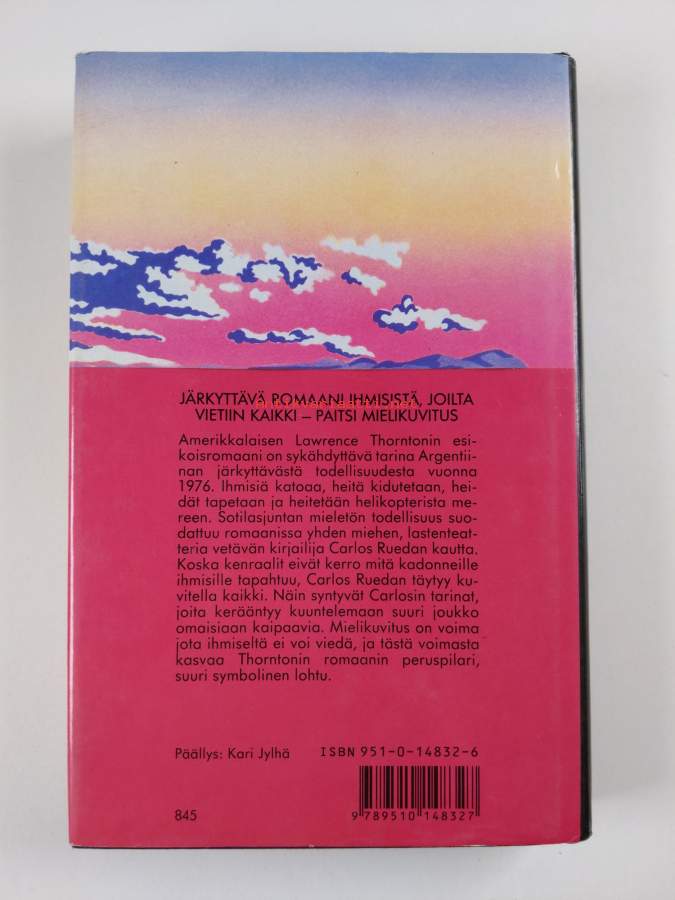 JÄRKYTTÄVÄ ROMAANI IHMISISTÄ, JOILTA
VIETIIN KAIKKI – PAITSI MIELIKUVITUS
Amerikkalaisen Lawrence Thorntonin esi-
koisromaani on sykähdyttävä tarina Argentii-
nan järkyttävästä todellisuudesta vuonna
1976. Ihmisiä katoaa, heitä kidutetaan, hei-
dät tapetaan ja heitetään helikopterista me-
reen. Sotilasjuntan mieletön todellisuus suo-
dattuu romaanissa yhden miehen, lastenteat-
teria vetävän kirjailija Carlos Ruedan kautta.
Koska kenraalit eivät kerro mitä kadonneille
ihmisille tapahtuu, Carlos Ruedan täytyy ku-
vitella kaikki. Näin syntyvät Carlosin tarinat,
joita kerääntyy kuuntelemaan suuri joukko
omaisiaan kaipaavia. Mielikuvitus on voima
jota ihmiseltä ei voi viedä, ja tästä voimasta
kasvaa Thorntonin romaanin peruspilari,
suuri symbolinen lohtu.
Päällys: Kari Jylhä ISBN 951-0-14832-6
845
9 789510 148327